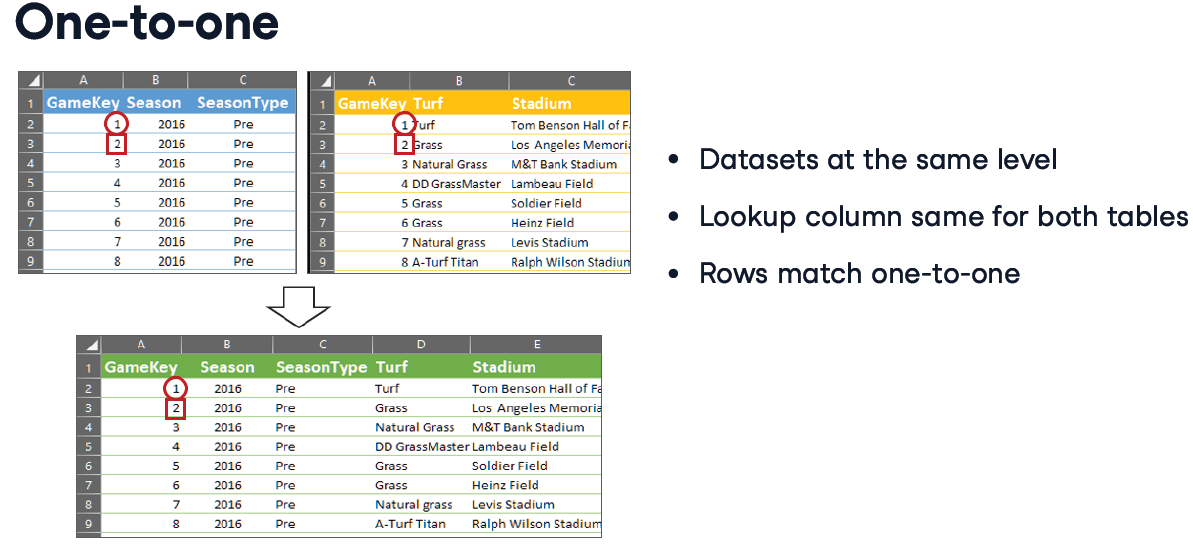 One-to-one
A B C
1 GameKey Season SeasonType
2 1 2016 Pre
3 2 2016 Pre
4 3 2016 Pre
5 4 2016 Pre
6 5 2016 Pre
7 6 2016 Pre
8 7 2016 Pre
9 8 2016 Pre
A B C
1 GameKey Turf Stadium
2 1 Turf Tom Benson Hall of Fa
3 2 Grass Los Angeles Memoria
4 3 Natural Grass M&T Bank Stadium
5 4 DD GrassMaster Lambeau Field
6 5 Grass Soldier Field
7 6 Grass Heinz Field
8 7 Natural grass Levis Stadium
9 8 A-Turf Titan Ralph Wilson Stadium
• Datasets at the same level
• Lookup column same for both tables
• Rows match one-to-one
A B C D E
1 GameKey Season SeasonType Turf Stadium
2 1 2016 Pre Turf Tom Benson Hall of Fa
3 2 2016 Pre Grass Los Angeles Memoria
4 3 2016 Pre Natural Grass M&T Bank Stadium
5 4 2016 Pre DD GrassMaster Lambeau Field
6 5 2016 Pre Grass Soldier Field
7 6 2016 Pre Grass Heinz Field
8 7 2016 Pre Natural grass Levis Stadium
9 8 2016 Pre A-Turf Titan Ralph Wilson Stadium